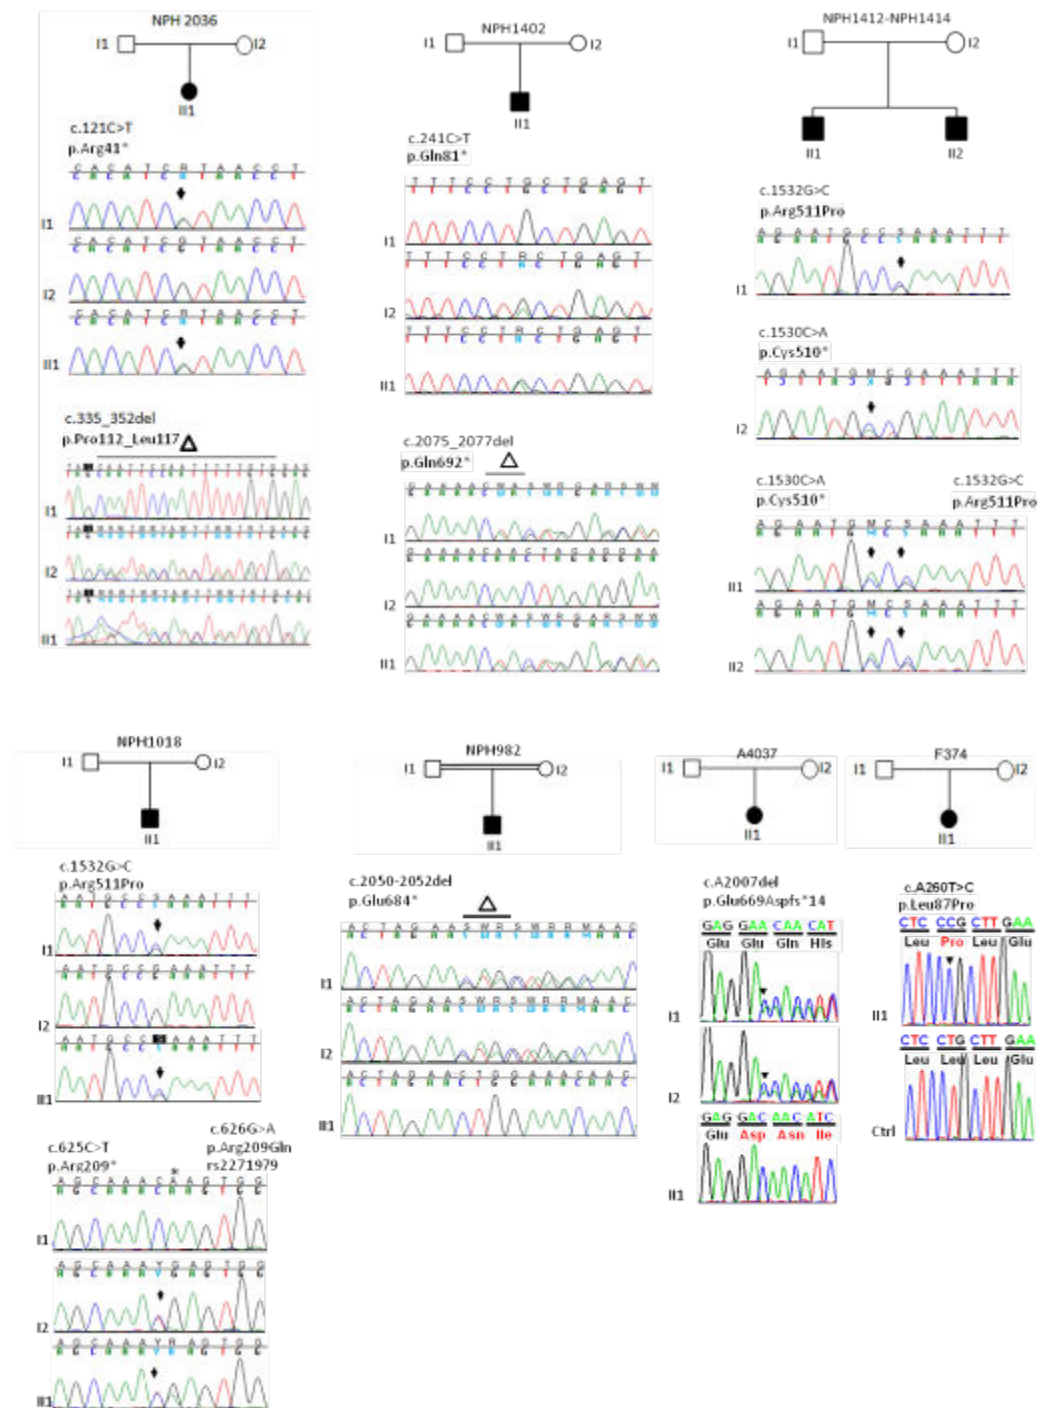 NPH 2036
I1
I2
II1
c.121C>T
p.Arg41*
C A C A T C R T A A C C T
I1
C A C A T C G T A A C C T
I2
C A C A T C R T A A C C T
II1
c.335_352del
p.Pro112_Leu117
I1
I2
II1
NPH1402
I1
I2
II1
c.241C>T
p.Gln81*
T T T C C T G C T G A G T
I1
T T T C C T R C T G A G T
I2
T T T C C T R C T G A G T
II1
c.2075_2077del
p.Gln692*
I1
G A A A A C A A C T A G A G G A A
I2
II1
NPH1412-NPH1414
I1
I2
II1
II2
c.1532G>C
p.Arg511Pro
A G A A T G C C S A A A T T T
I1
c.1530C>A
p.Cys510*
I2
c.1530C>A
c.1532G>C
p.Cys510*
p.Arg511Pro
A G A A T G M C S A A A T T T
II1
A G A A T G M C S A A A T T T
II2
NPH1018
I1
I2
II1
c.1532G>C
p.Arg511Pro
A A T G C C S A A A T T T
I1
A A T G C C G A A A T T T
I2
A A T G C C A A A T T T
II1
c.626G>A
c.625C>T
p.Arg209Gln
p.Arg209*
rs2271979
*
A G C A A A C A A G T G G
I1
A G C A A A Y G A G T G G
I2
A G C A A A Y R A G T G G
II1
NPH982
I1
I2
II1
c.2050-2052del
p.Glu684*
A C T A G A A S W R S W R R M A A C
I1
A C T A G A A S W R S W R R M A A C
I2
A C T A G A A C T G G A A A C A A C
II1
A4037
I1
I2
II1
c.A2007del
p.Glu669Aspfs*14
GAG GAA CAA CAT
Glu Glu Gln His
I1
I2
GAG GAC AAC ATC
Glu Asp Asn Ile
II1
F374
I1
I2
II1
c.A260T>C
p.Leu87Pro
CTC CCG CTT GAA
Leu Pro Leu Glu
II1
CTC CTG CTT GAA
Leu Leu Leu Glu
Ctrl